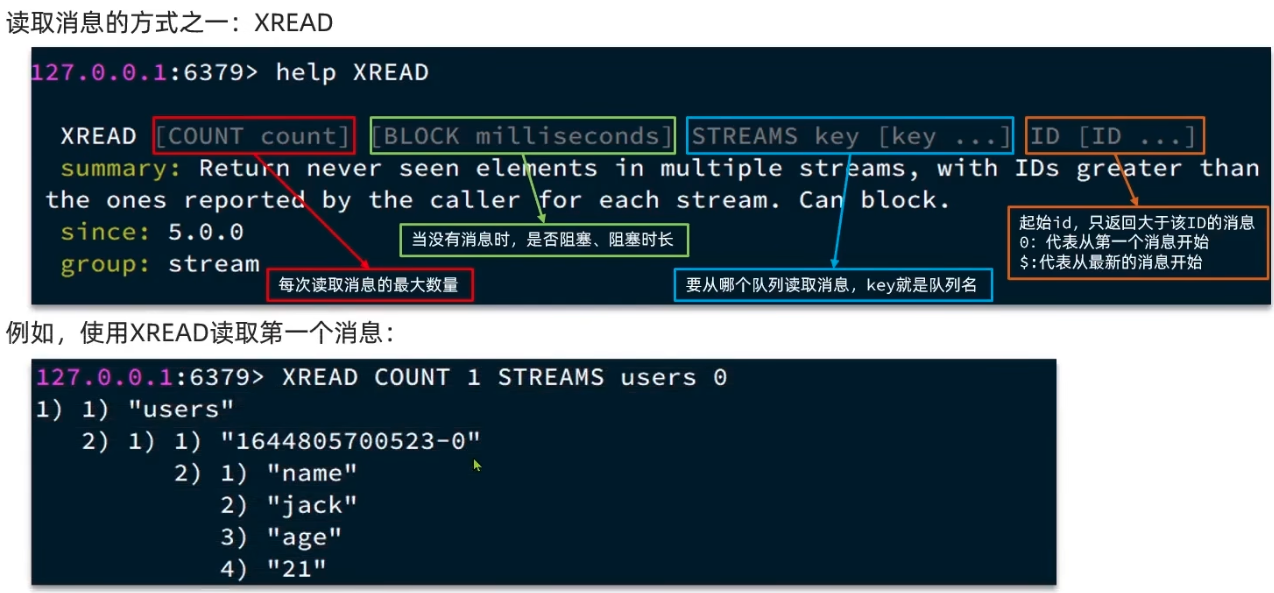 读取消息的方式之一：XREAD
127.0.0.1:6379> help XREAD
XREAD [COUNT count] [BLOCK milliseconds] STREAMS key [key ...] ID [ID ...]
summary: Return never seen elements in multiple streams, with IDs greater than
the ones reported by the caller for each stream. Can block.
since: 5.0.0
group: stream
当没有消息时，是否阻塞、阻塞时长
每次读取消息的最大数量
要从哪个队列读取消息，key就是队列名
起始id，只返回大于该ID的消息
0：代表从第一个消息开始
$:代表从最新的消息开始
例如，使用XREAD读取第一个消息：
127.0.0.1:6379> XREAD COUNT 1 STREAMS users 0
1) 1) "users"
2) 1) 1) "1644805700523-0"
2) 1) "name"
2) "jack"
3) "age"
4) "21"